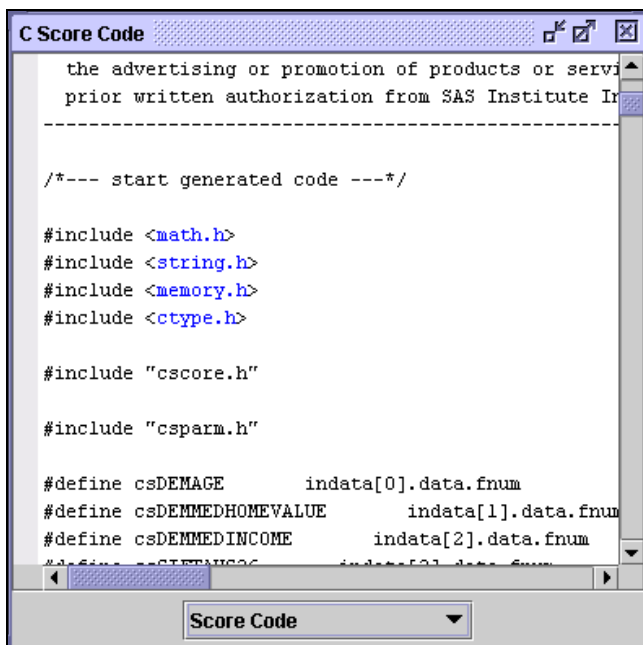 C Score Code
the advertising or promotion of products or servi
prior written authorization from SAS Institute In
--------------------------------------------------
/*--- start generated code ---*/
#include <math.h>
#include <string.h>
#include <memory.h>
#include <ctype.h>
#include "cscore.h"
#include "csparm.h"
#define csDEMAGE indata[0].data.fnum
#define csDEMMEDHOMEVALUE indata[1].data.fnum
#define csDEMMEDINCOME indata[2].data.fnum
Score Code